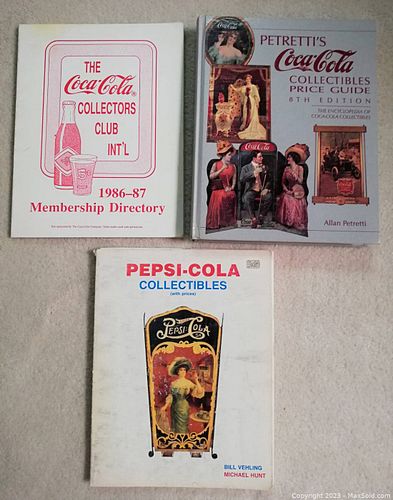 THE
Coca-Cola®
COLLECTORS
CLUB
INT'L
1986-87
Membership Directory
PETRETTI'S
Coca-Cola
COLLECTIBLES
PRICE GUIDE
8TH EDITION
THE ENCYCLOPEDIA OF
COCA-COLA COLLECTIBLES
Coca-Cola
Allan Petretti
PEPSI-COLA
COLLECTIBLES
(with prices)
PEPSI:COLA
BILL VEHLING
MICHAEL HUNT
Copyright 2023 - MaxSold.com